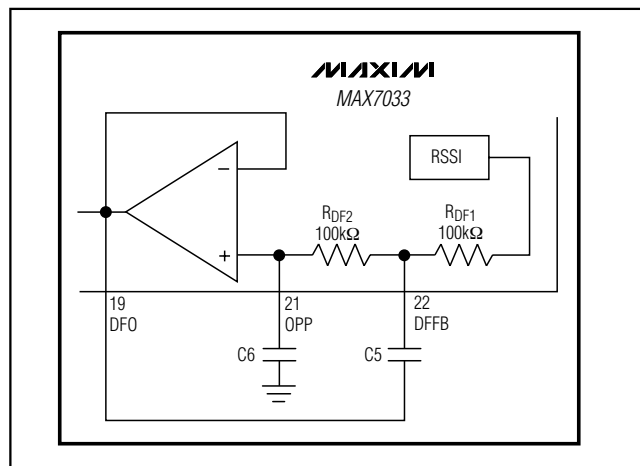 MAXIM
MAX7033
RSSI
RDF2
100kΩ
RDF1
100kΩ
−
+
19
DFO
21
OPP
22
DFFB
C6
C5